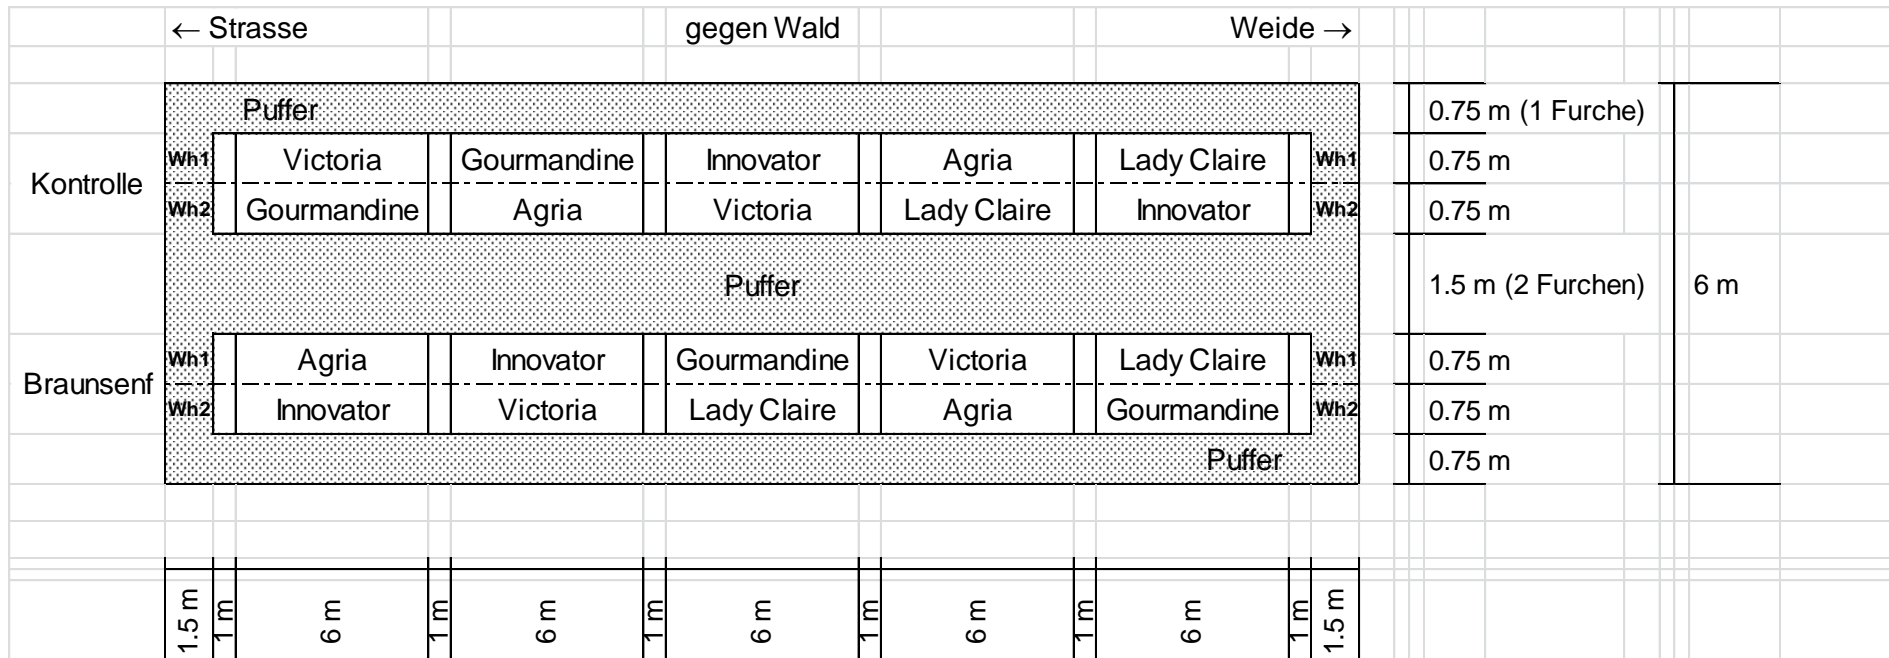 ← Strasse gegen Wald Weide →
Puffer 0.75 m (1 Furche)
Wh1 Victoria Gourmandine Innovator Agria Lady Claire Wh1 0.75 m
Kontrolle
Wh2 Gourmandine Agria Victoria Lady Claire Innovator Wh2 0.75 m
Puffer 1.5 m (2 Furchen) 6 m
Wh1 Agria Innovator Gourmandine Victoria Lady Claire Wh1 0.75 m
Braunsenf
Wh2 Innovator Victoria Lady Claire Agria Gourmandine Wh2 0.75 m
Puffer 0.75 m
1.5 m 1 m 6 m 1 m 6 m 1 m 6 m 1 m 6 m 1 m 6 m 1 m 1.5 m